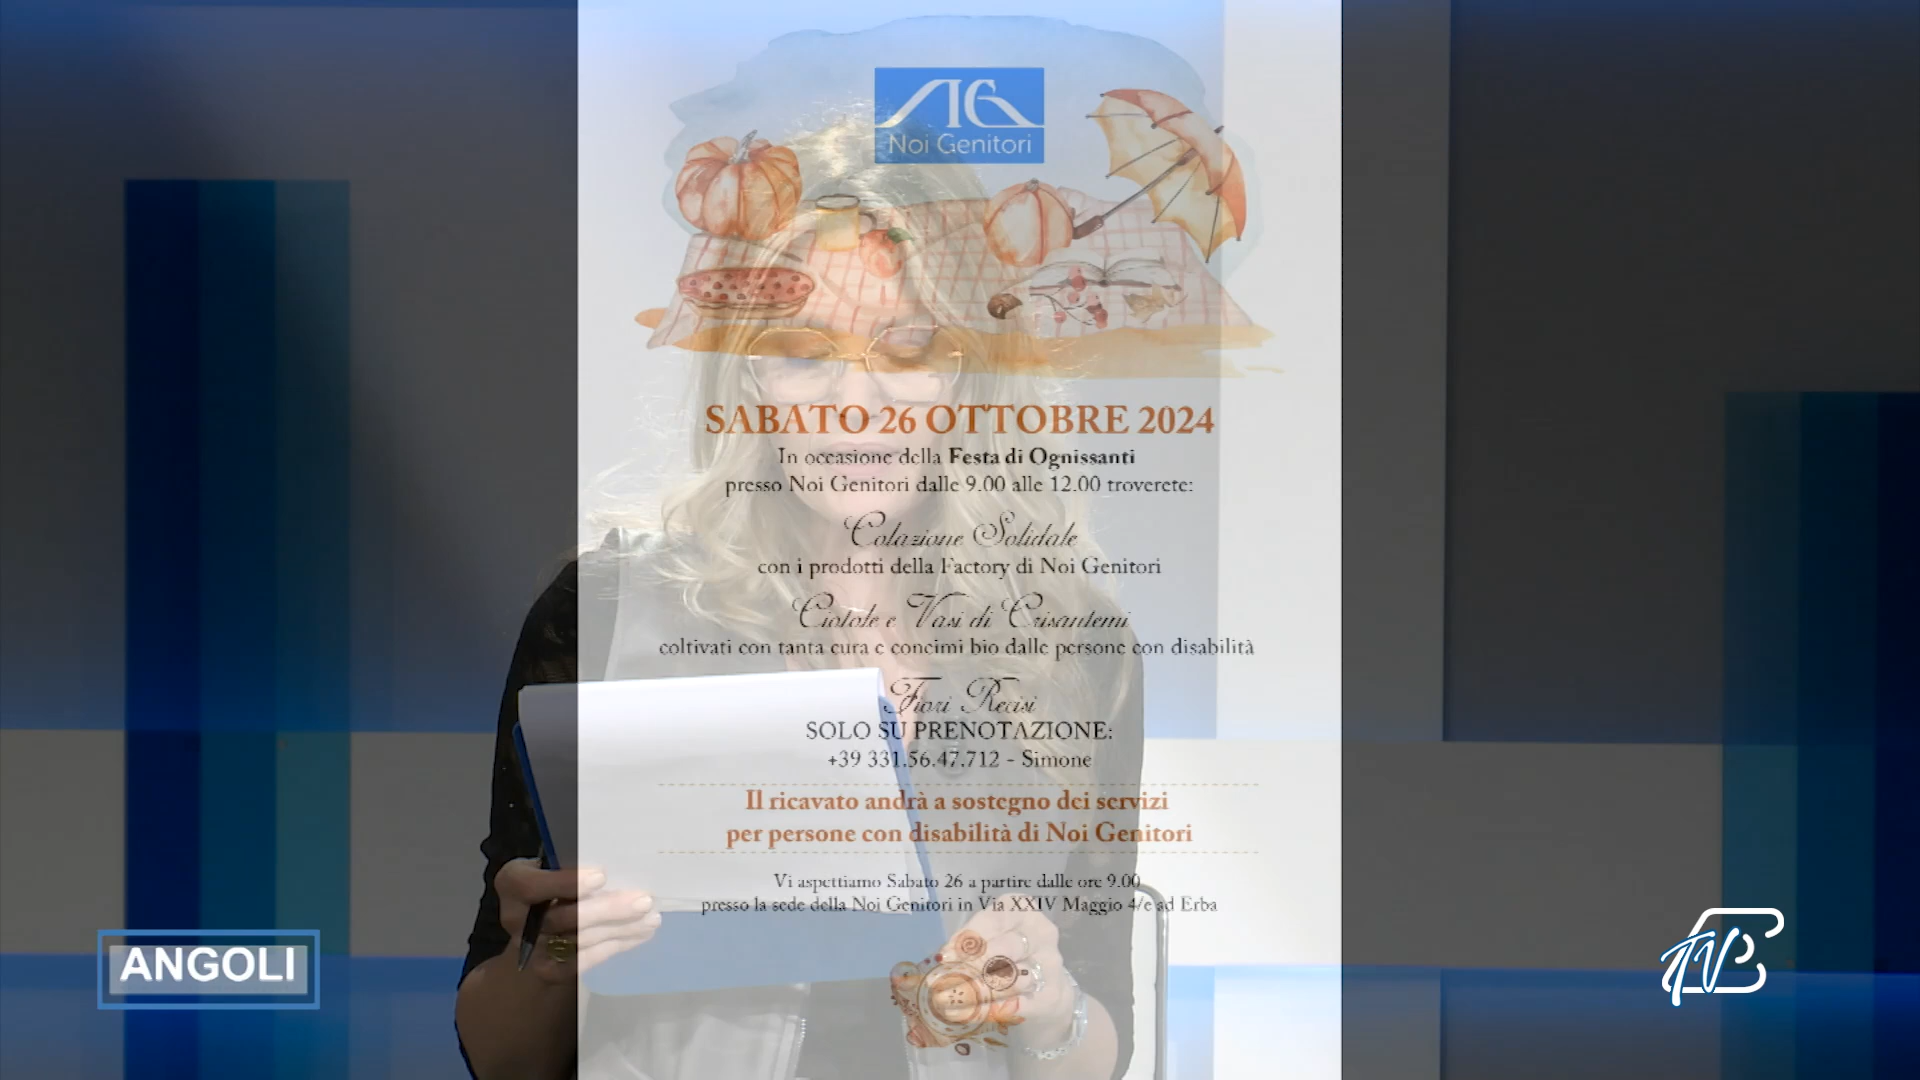 Noi Genitori
SABATO 26 OTTOBRE 2024
In occasione della Festa di Ognissanti
presso Noi Genitori dalle 9.00 alle 12.00 troverete:
Colazione Solidale
con i prodotti della Factory di Noi Genitori
Ciotole e Vasi di Crisantemi
coltivati con tanta cura e concimi bio dalle persone con disabilità
Fiori Recisi
SOLO SU PRENOTAZIONE:
+39 331.56.47.712 - Simone
Il ricavato andrà a sostegno dei servizi
per persone con disabilità di Noi Genitori
Vi aspettiamo Sabato 26 a partire dalle ore 9.00
presso la sede della Noi Genitori in Via XXIV Maggio 4/e ad Erba
ANGOLI